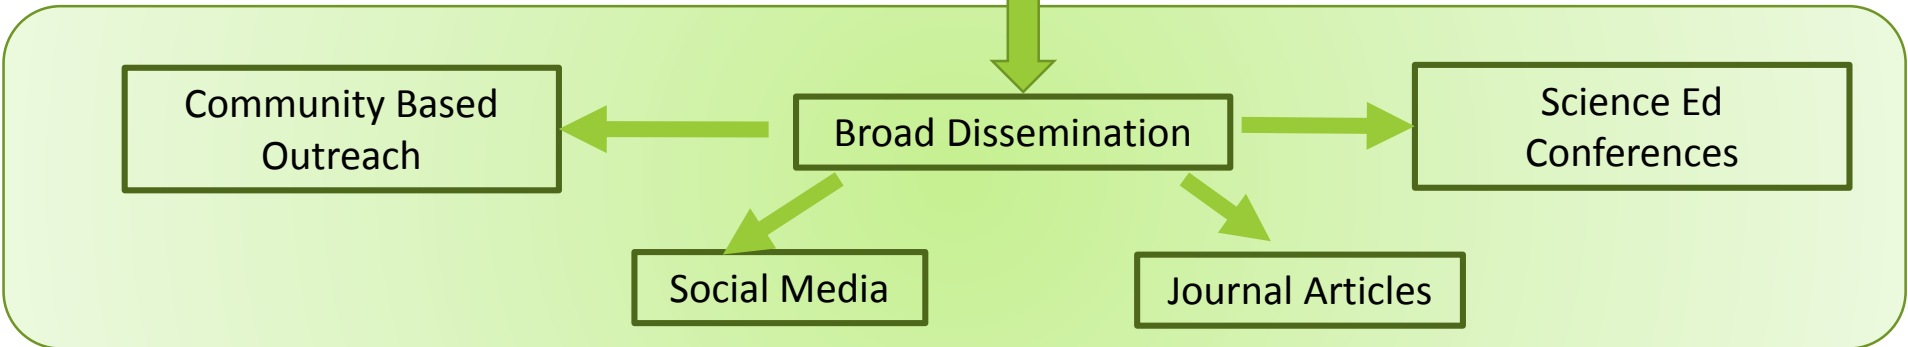 Community Based
Outreach
Broad Dissemination
Science Ed
Conferences
Social Media
Journal Articles